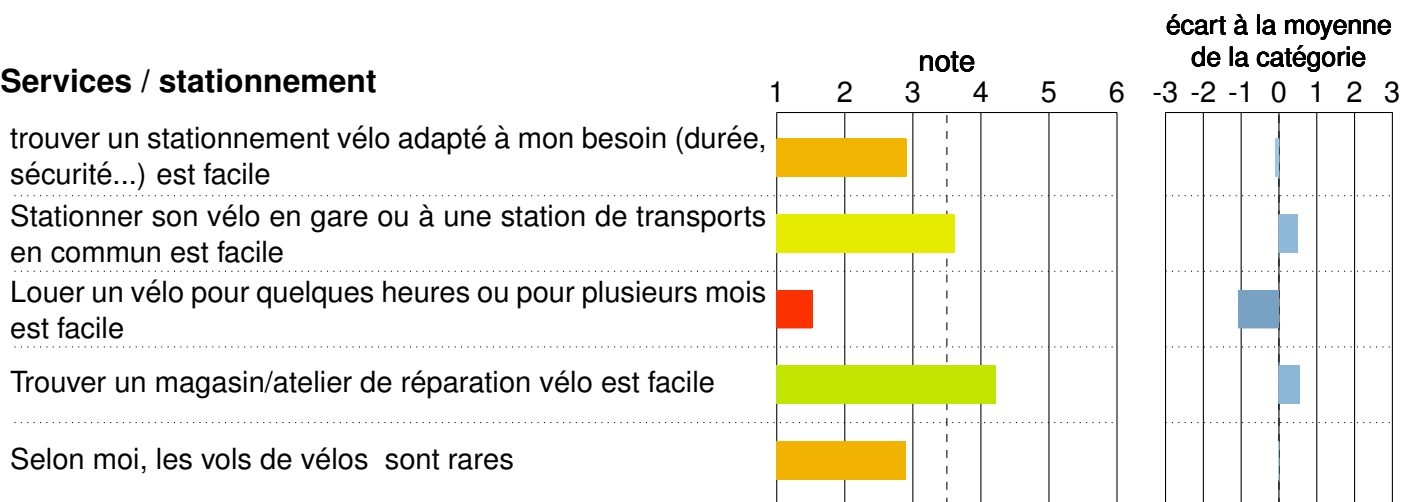 écart à la moyenne
note de la catégorie
Services / stationnement
1 2 3 4 5 6 -3 -2 -1 0 1 2 3
trouver un stationnement vélo adapté à mon besoin (durée,
sécurité...) est facile
Stationner son vélo en gare ou à une station de transports
en commun est facile
Louer un vélo pour quelques heures ou pour plusieurs mois
est facile
Trouver un magasin/atelier de réparation vélo est facile
Selon moi, les vols de vélos sont rares